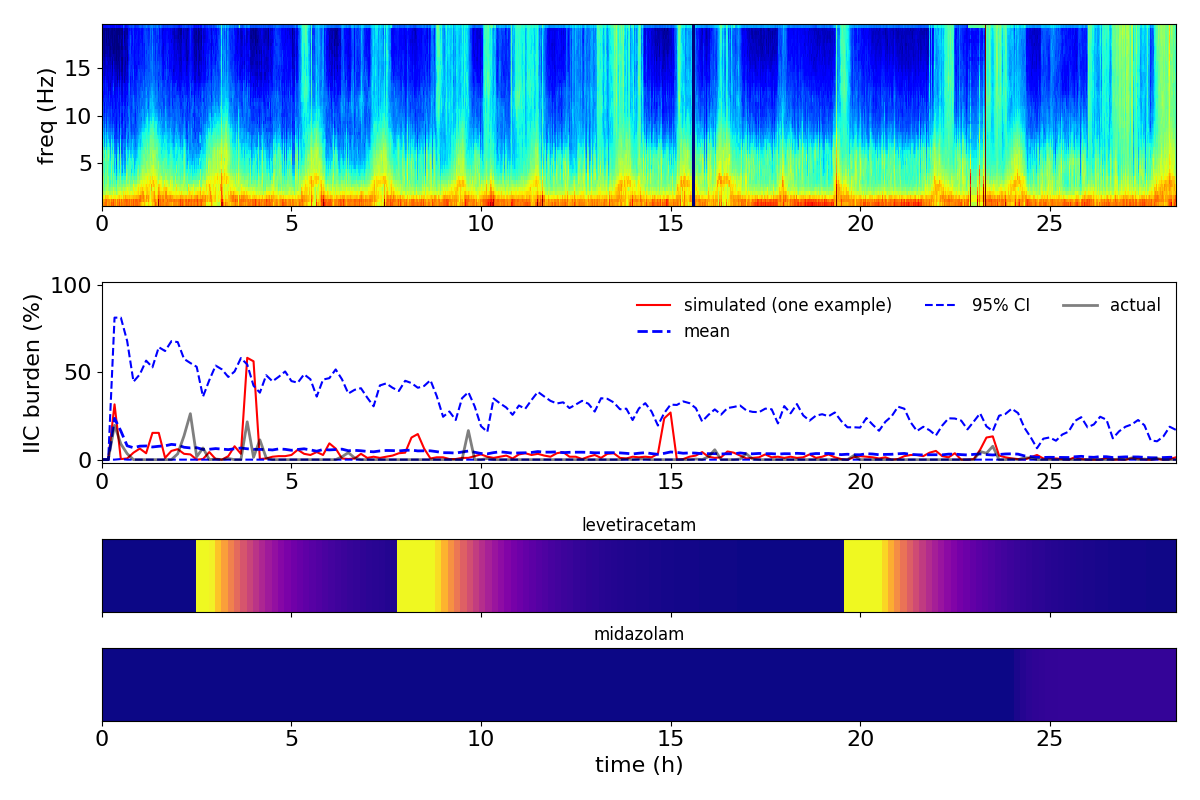 freq (Hz)
15
10
5
0 5 10 15 20 25
IIC burden (%)
100
50
0
simulated (one example) 95% CI actual
mean
0 5 10 15 20 25
levetiracetam
midazolam
0 5 10 15 20 25
time (h)